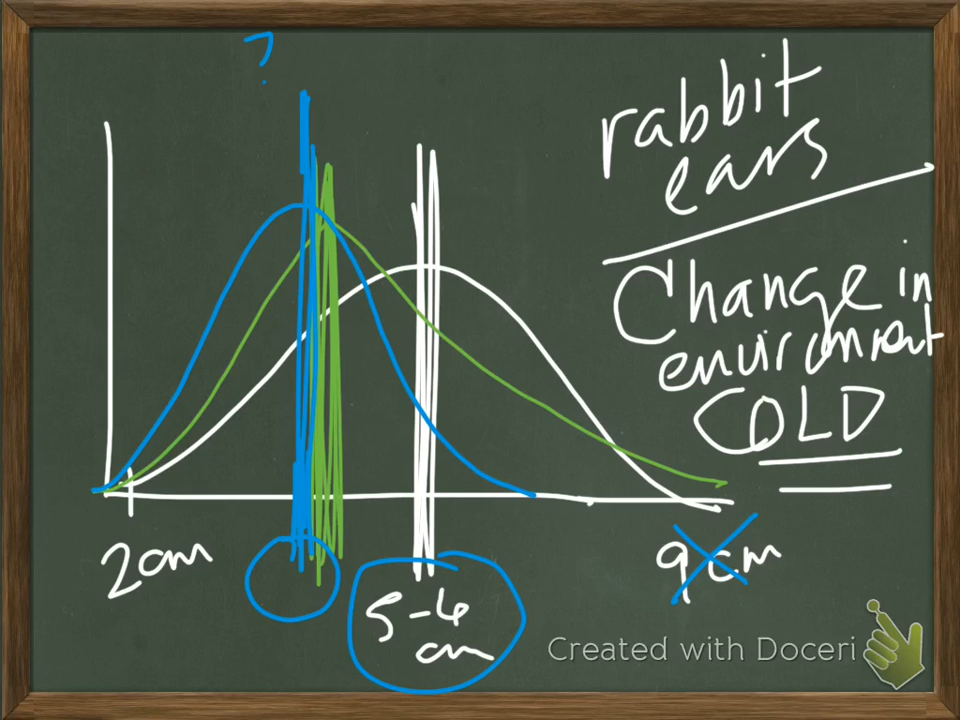 ?
rabbit
ears
Change in
environment
COLD
2cm
5-6
cm
9cm
Created with Doceri